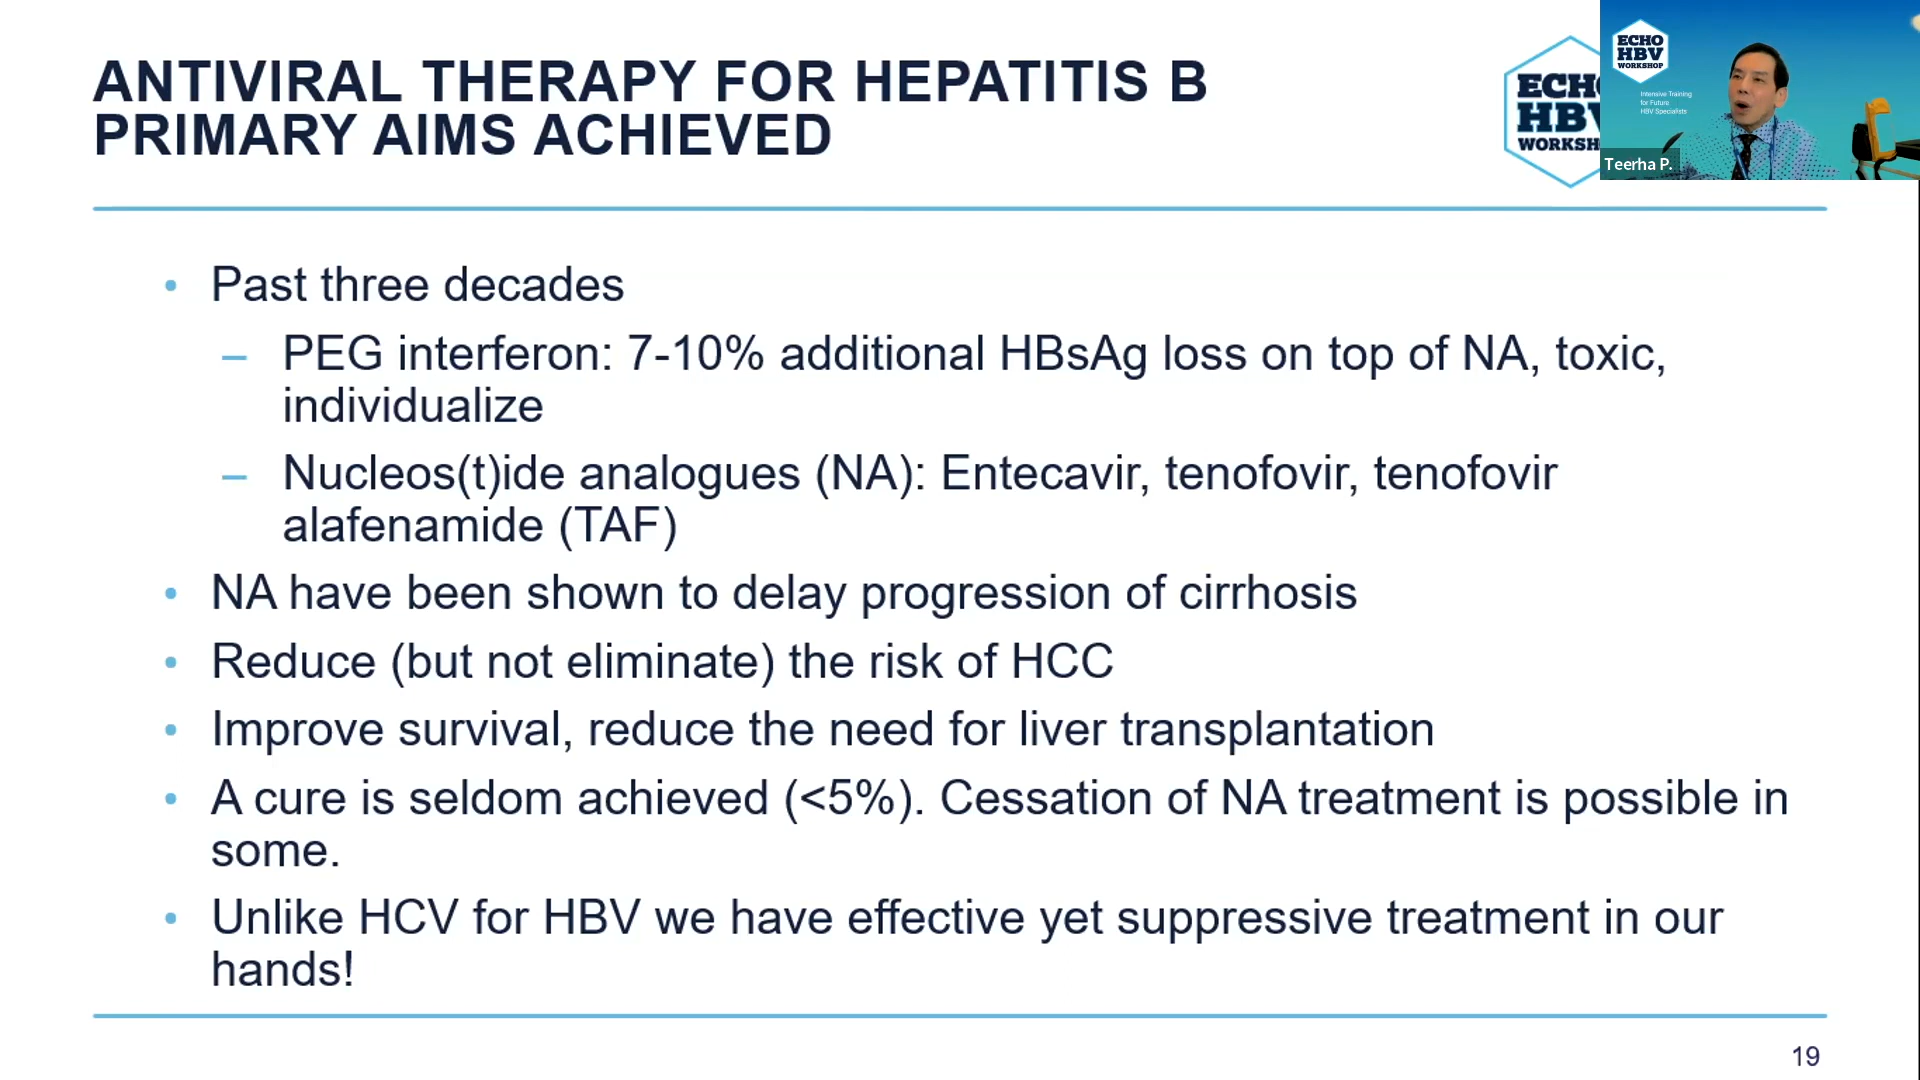 ANTIVIRAL THERAPY FOR HEPATITIS B
PRIMARY AIMS ACHIEVED
ECHO
HBV
WORKSH
ECHO
HBV
WORKSHOP
Intensive Training
for Future
HBV Specialists
Teerha P.
• Past three decades
– PEG interferon: 7-10% additional HBsAg loss on top of NA, toxic,
individualize
– Nucleos(t)ide analogues (NA): Entecavir, tenofovir, tenofovir
alafenamide (TAF)
• NA have been shown to delay progression of cirrhosis
• Reduce (but not eliminate) the risk of HCC
• Improve survival, reduce the need for liver transplantation
• A cure is seldom achieved (<5%). Cessation of NA treatment is possible in
some.
• Unlike HCV for HBV we have effective yet suppressive treatment in our
hands!
19